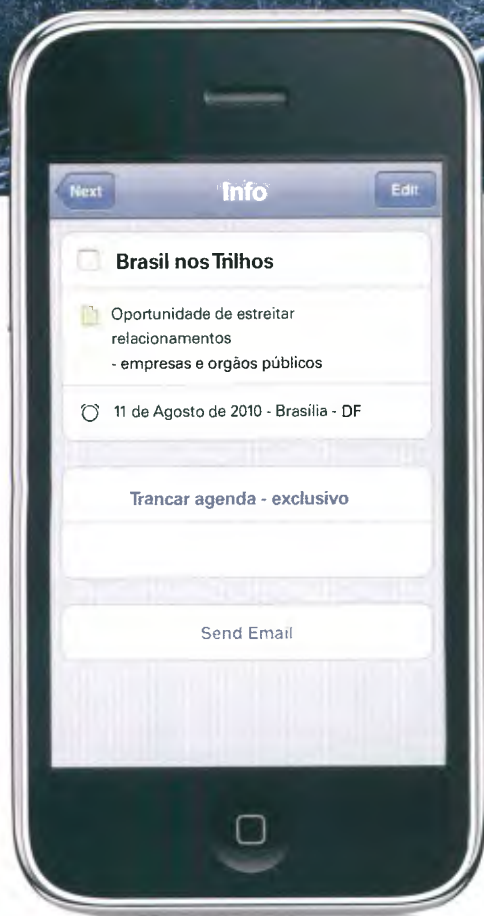 Next
Info
Edit
Brasil nos Trilhos
Oportunidade de estreitar
relacionamentos
- empresas e orgãos públicos
11 de Agosto de 2010 - Brasília - DF
Trancar agenda - exclusivo
Send Email